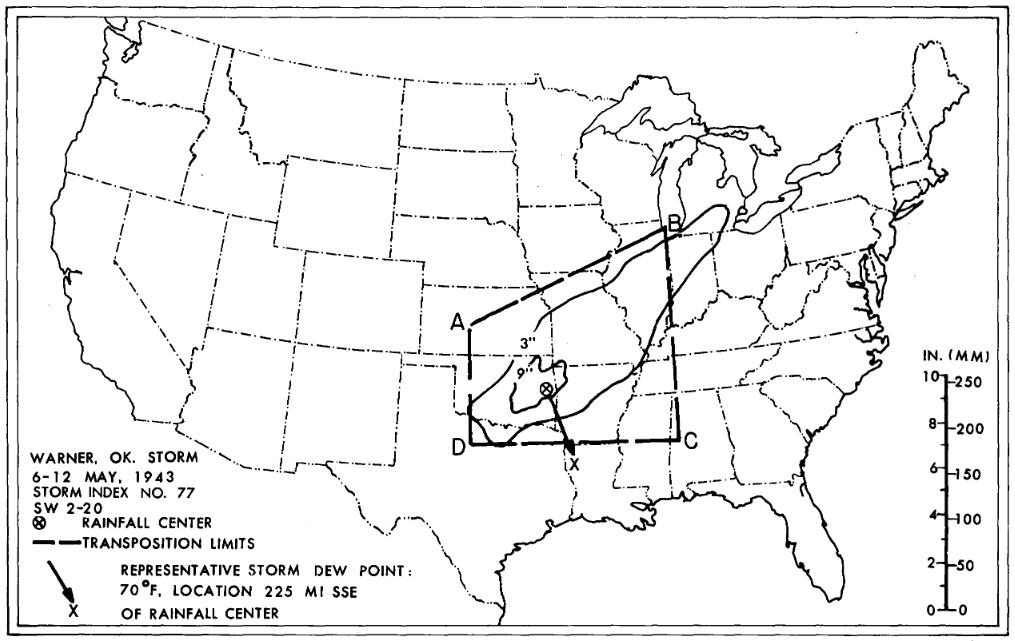 B
A
3"
9"
D
C
X
IN. (MM)
10 250
8 200
6 150
4 100
2 50
0 0
WARNER, OK. STORM
6-12 MAY, 1943
STORM INDEX NO. 77
SW 2-20
RAINFALL CENTER
TRANSPOSITION LIMITS
REPRESENTATIVE STORM DEW POINT:
70°F, LOCATION 225 MI SSE
X OF RAINFALL CENTER